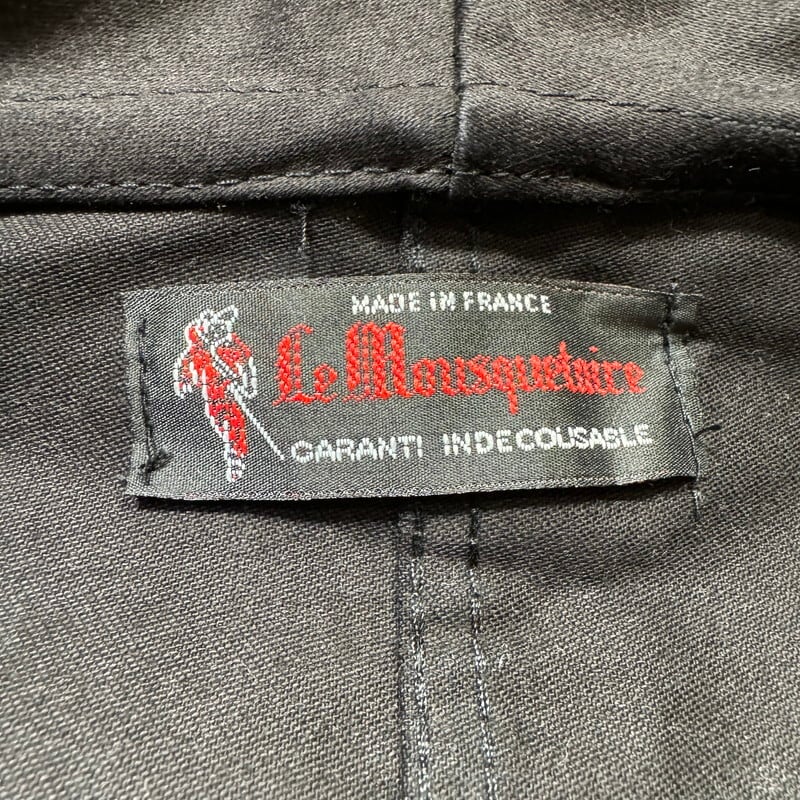 MADE IN FRANCE
Le Mousquetaire
GARANTI INDECOUSABLE